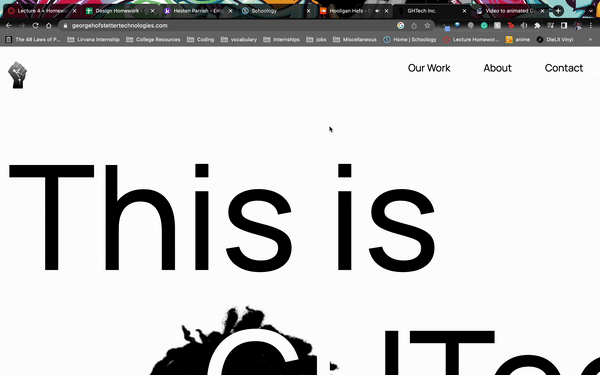 Lecture 4 + Homew
Design Homework -
Hesten Parrish - Eng
Schoology
Hooligan Hefs -
GHTech Inc.
Video to animated G
georgehofstettertechnologies.com
The 48 Laws of P...
Lirvana Internship
College Resources
Coding
vocabulary
Internships
jobs
Miscellaneous
Home | Schoology
Lecture Homewor...
anime
DieLit Vinyl
Our Work
About
Contact
This is